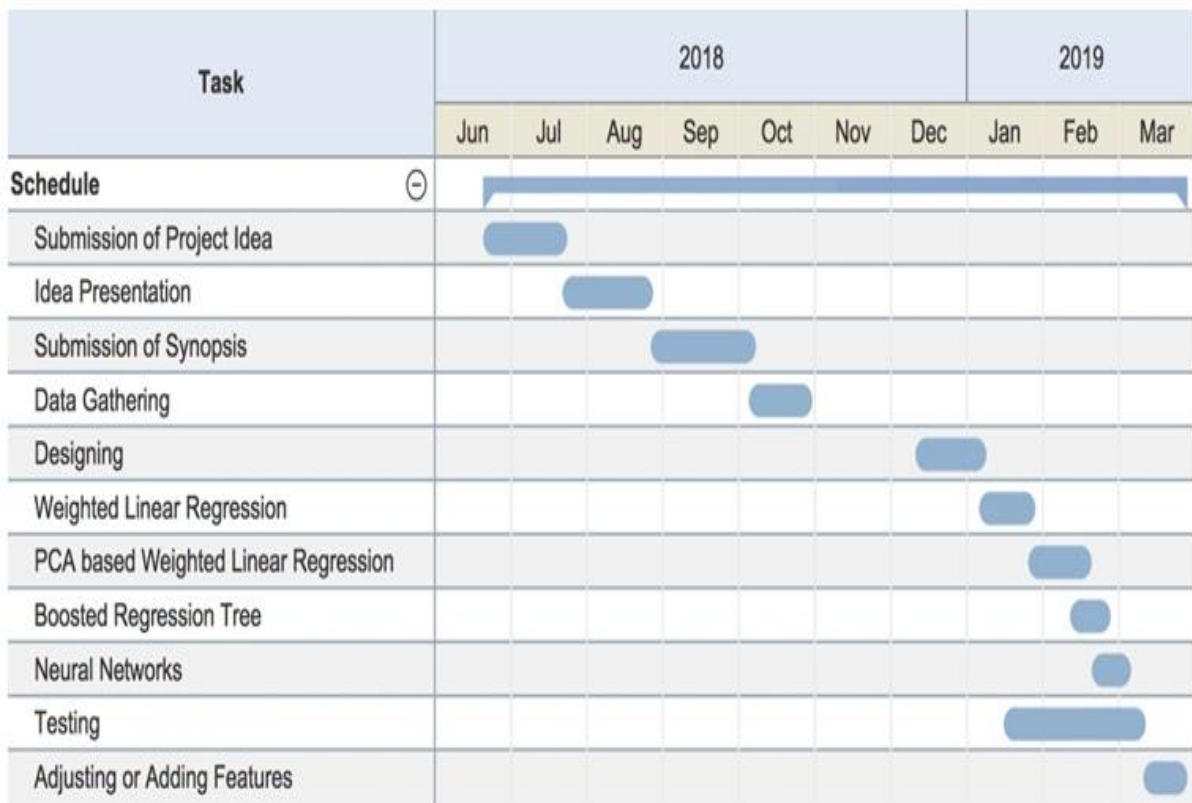 Task
2018
2019
Jun Jul Aug Sep Oct Nov Dec Jan Feb Mar
Schedule
Submission of Project Idea
Idea Presentation
Submission of Synopsis
Data Gathering
Designing
Weighted Linear Regression
PCA based Weighted Linear Regression
Boosted Regression Tree
Neural Networks
Testing
Adjusting or Adding Features